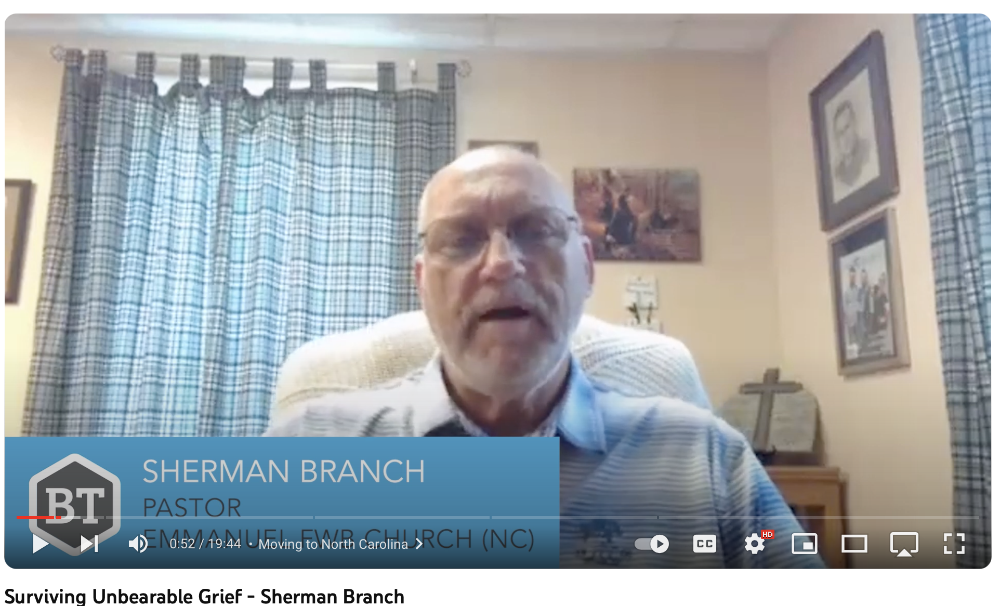 SHERMAN BRANCH
BT
PASTOR
EMMANUEL FWB CHURCH (NC)
0:52 / 19:44 • Moving to North Carolina
CC
HD
Surviving Unbearable Grief - Sherman Branch